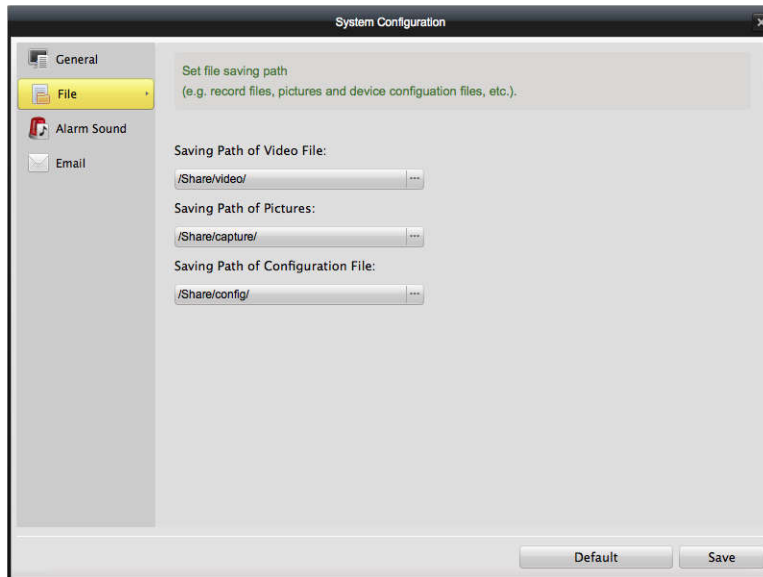 System Configuration
General
File
Alarm Sound
Email
Set file saving path
(e.g. record files, pictures and device configuation files, etc.).
Saving Path of Video File:
/Share/video/
Saving Path of Pictures:
/Share/capture/
Saving Path of Configuration File:
/Share/config/
Default
Save